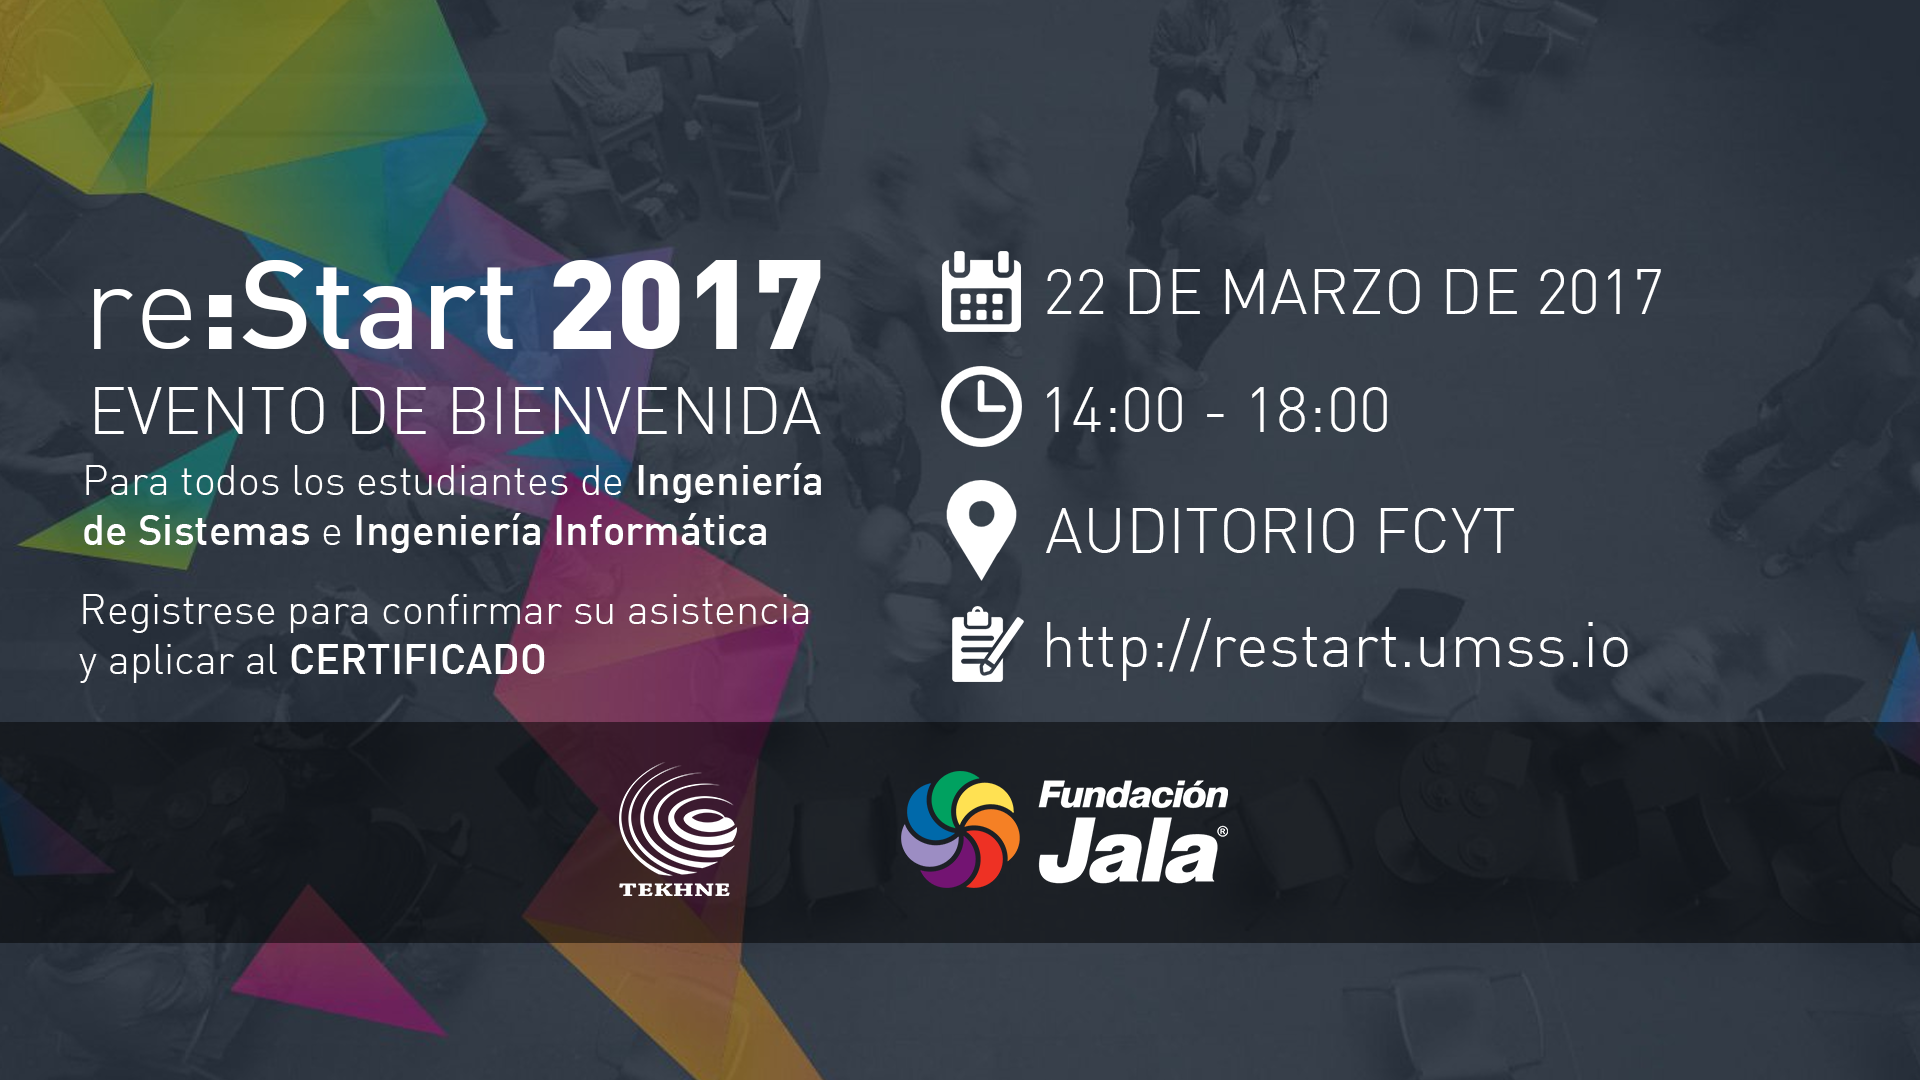 re:Start 2017
EVENTO DE BIENVENIDA
Para todos los estudiantes de Ingeniería
de Sistemas e Ingeniería Informática
Registrese para confirmar su asistencia
y aplicar al CERTIFICADO
22 DE MARZO DE 2017
14:00 - 18:00
AUDITORIO FCYT
http://restart.umss.io
TEKHNE
Fundación
Jala®